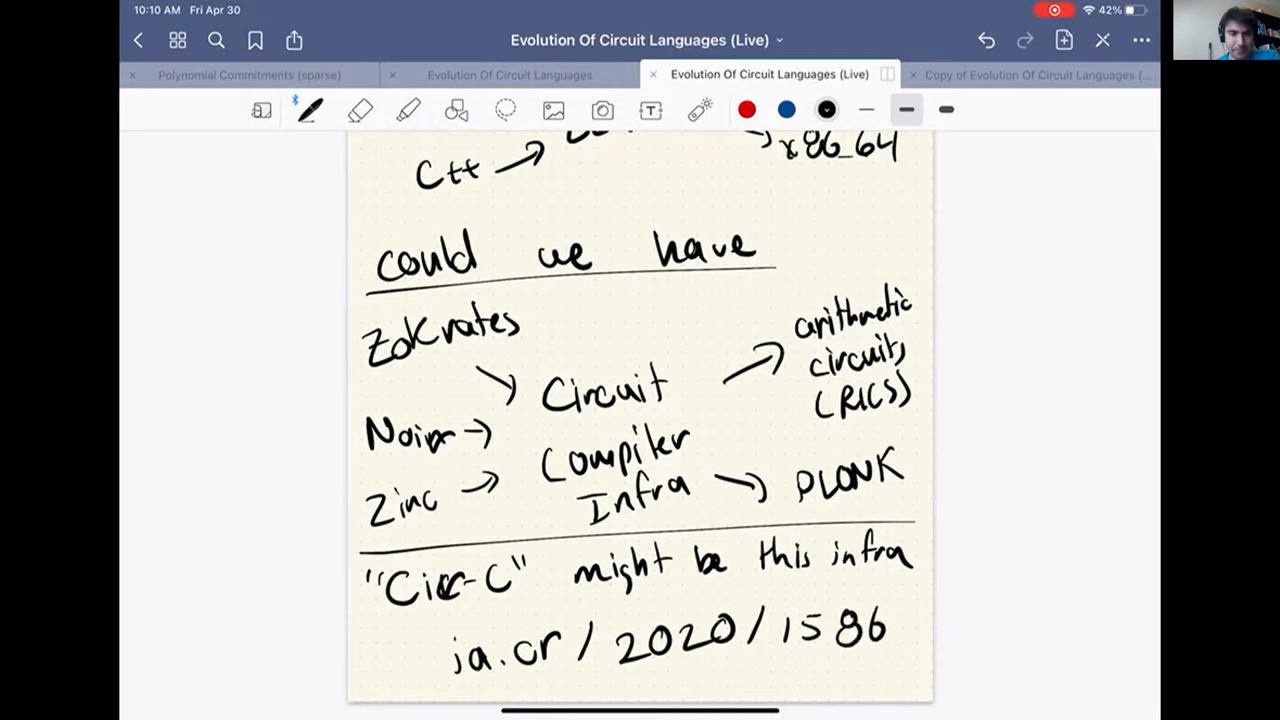 10:10 AM Fri Apr 30
42%
Evolution Of Circuit Languages (Live)
Polynomial Commitments (sparse)
Evolution Of Circuit Languages
Evolution Of Circuit Languages (Live)
Copy of Evolution Of Circuit Languages (...
T
C++ → → x86_64
could we have
Zokrates
arithmetic
circuits
(R1CS)
↘ Circuit →
Noir →
Compiler
Zinc → Infra ↘ PLONK
"Circ-C" might be this infra
ia.cr/2020/1586